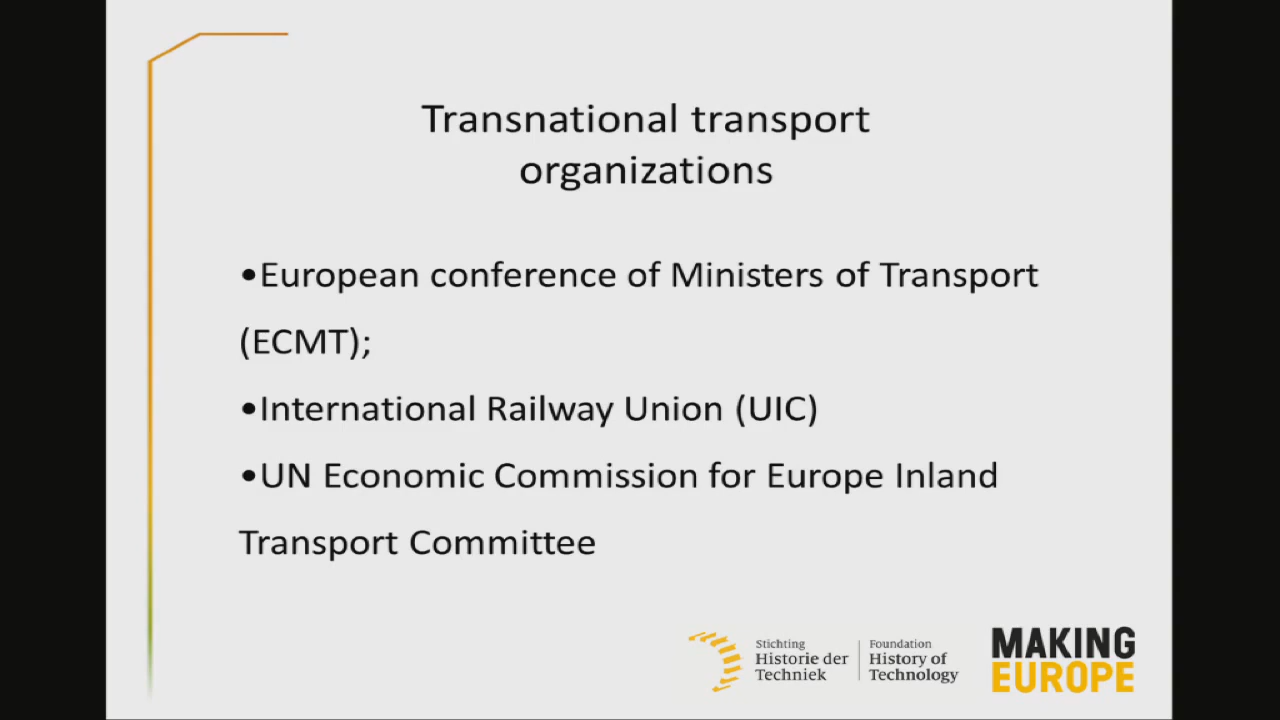 Transnational transport
organizations
•European conference of Ministers of Transport
(ECMT);
•International Railway Union (UIC)
•UN Economic Commission for Europe Inland
Transport Committee
Stichting
Historie der
Techniek
Foundation
History of
Technology
MAKING
EUROPE